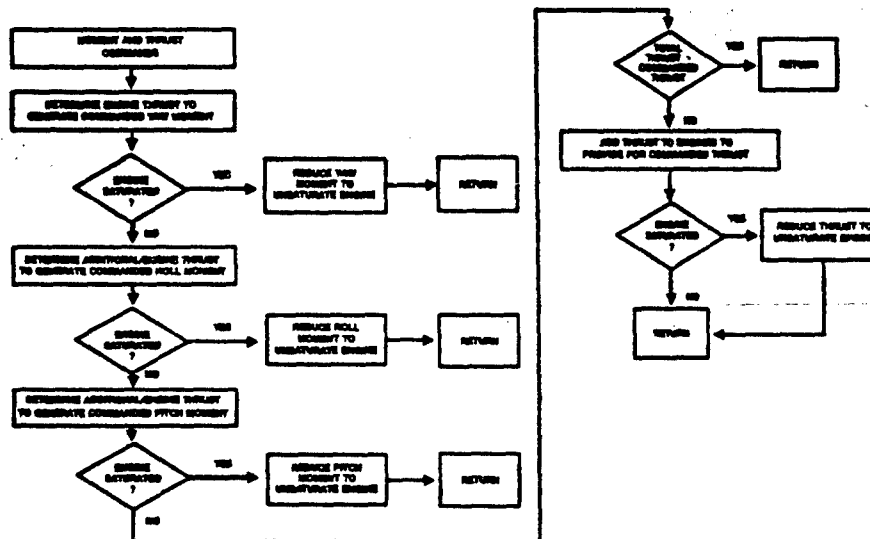 MOMENT AND THRUST
COMMANDS
DETERMINE ENGINE THRUST TO
GENERATE COMMANDED YAW MOMENT
ENGINE
SATURATED
?
YES
REDUCE YAW
MOMENT TO
UNSATURATE ENGINE
RETURN
NO
DETERMINE ADDITIONAL ENGINE THRUST
TO GENERATE COMMANDED ROLL MOMENT
ENGINE
SATURATED
?
YES
REDUCE ROLL
MOMENT TO
UNSATURATE ENGINE
RETURN
NO
DETERMINE ADDITIONAL ENGINE THRUST
TO GENERATE COMMANDED PITCH MOMENT
ENGINE
SATURATED
?
YES
REDUCE PITCH
MOMENT TO
UNSATURATE ENGINE
RETURN
NO
TOTAL
THRUST
COMMANDED
THRUST
YES
RETURN
NO
ADD THRUST TO ENGINES TO
PROVIDE FOR COMMANDED THRUST
ENGINE
SATURATED
?
YES
REDUCE THRUST TO
UNSATURATE ENGINE
NO
RETURN